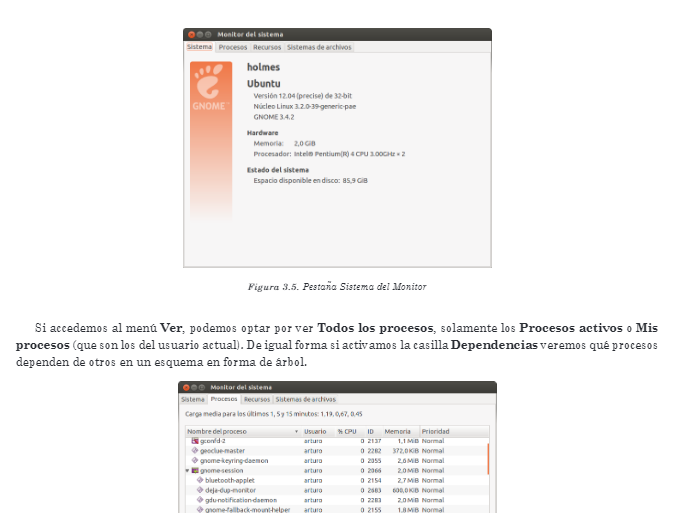 Monitor del sistema
Sistema Procesos Recursos Sistemas de archivos
holmes
GNOME™
Ubuntu
Versión 12.04 (precise) de 32-bit
Núcleo Linux 3.2.0-39-generic-pae
GNOME 3.4.2
Hardware
Memoria: 2,0 GiB
Procesador: Intel® Pentium(R) 4 CPU 3.00GHz × 2
Estado del sistema
Espacio disponible en disco: 85,9 GiB
Figura 3.5. Pestaña Sistema del Monitor
Si accedemos al menú Ver, podemos optar por ver Todos los procesos, solamente los Procesos activos o Mis
procesos (que son los del usuario actual). De igual forma si activamos la casilla Dependencias veremos qué procesos
dependen de otros en un esquema en forma de árbol.
Monitor del sistema
Sistema Procesos Recursos Sistemas de archivos
Carga media para los últimos 1, 5 y 15 minutos: 1,19, 0,67, 0,45
Nombre del proceso Usuario % CPU ID Memoria Prioridad
gconfd-2 arturo 0 2137 1,1 MiB Normal
geoclue-master arturo 0 2282 372,0 KiB Normal
gnome-keyring-daemon arturo 0 2055 2,0 MiB Normal
gnome-session arturo 0 2066 2,0 MiB Normal
bluetooth-applet arturo 0 2154 2,7 MiB Normal
deja-dup-monitor arturo 0 2683 600,0 KiB Normal
gdu-notification-daemon arturo 0 2283 2,0 MiB Normal
gnome-fallback-mount-helper arturo 0 2155 1,8 MiB Normal